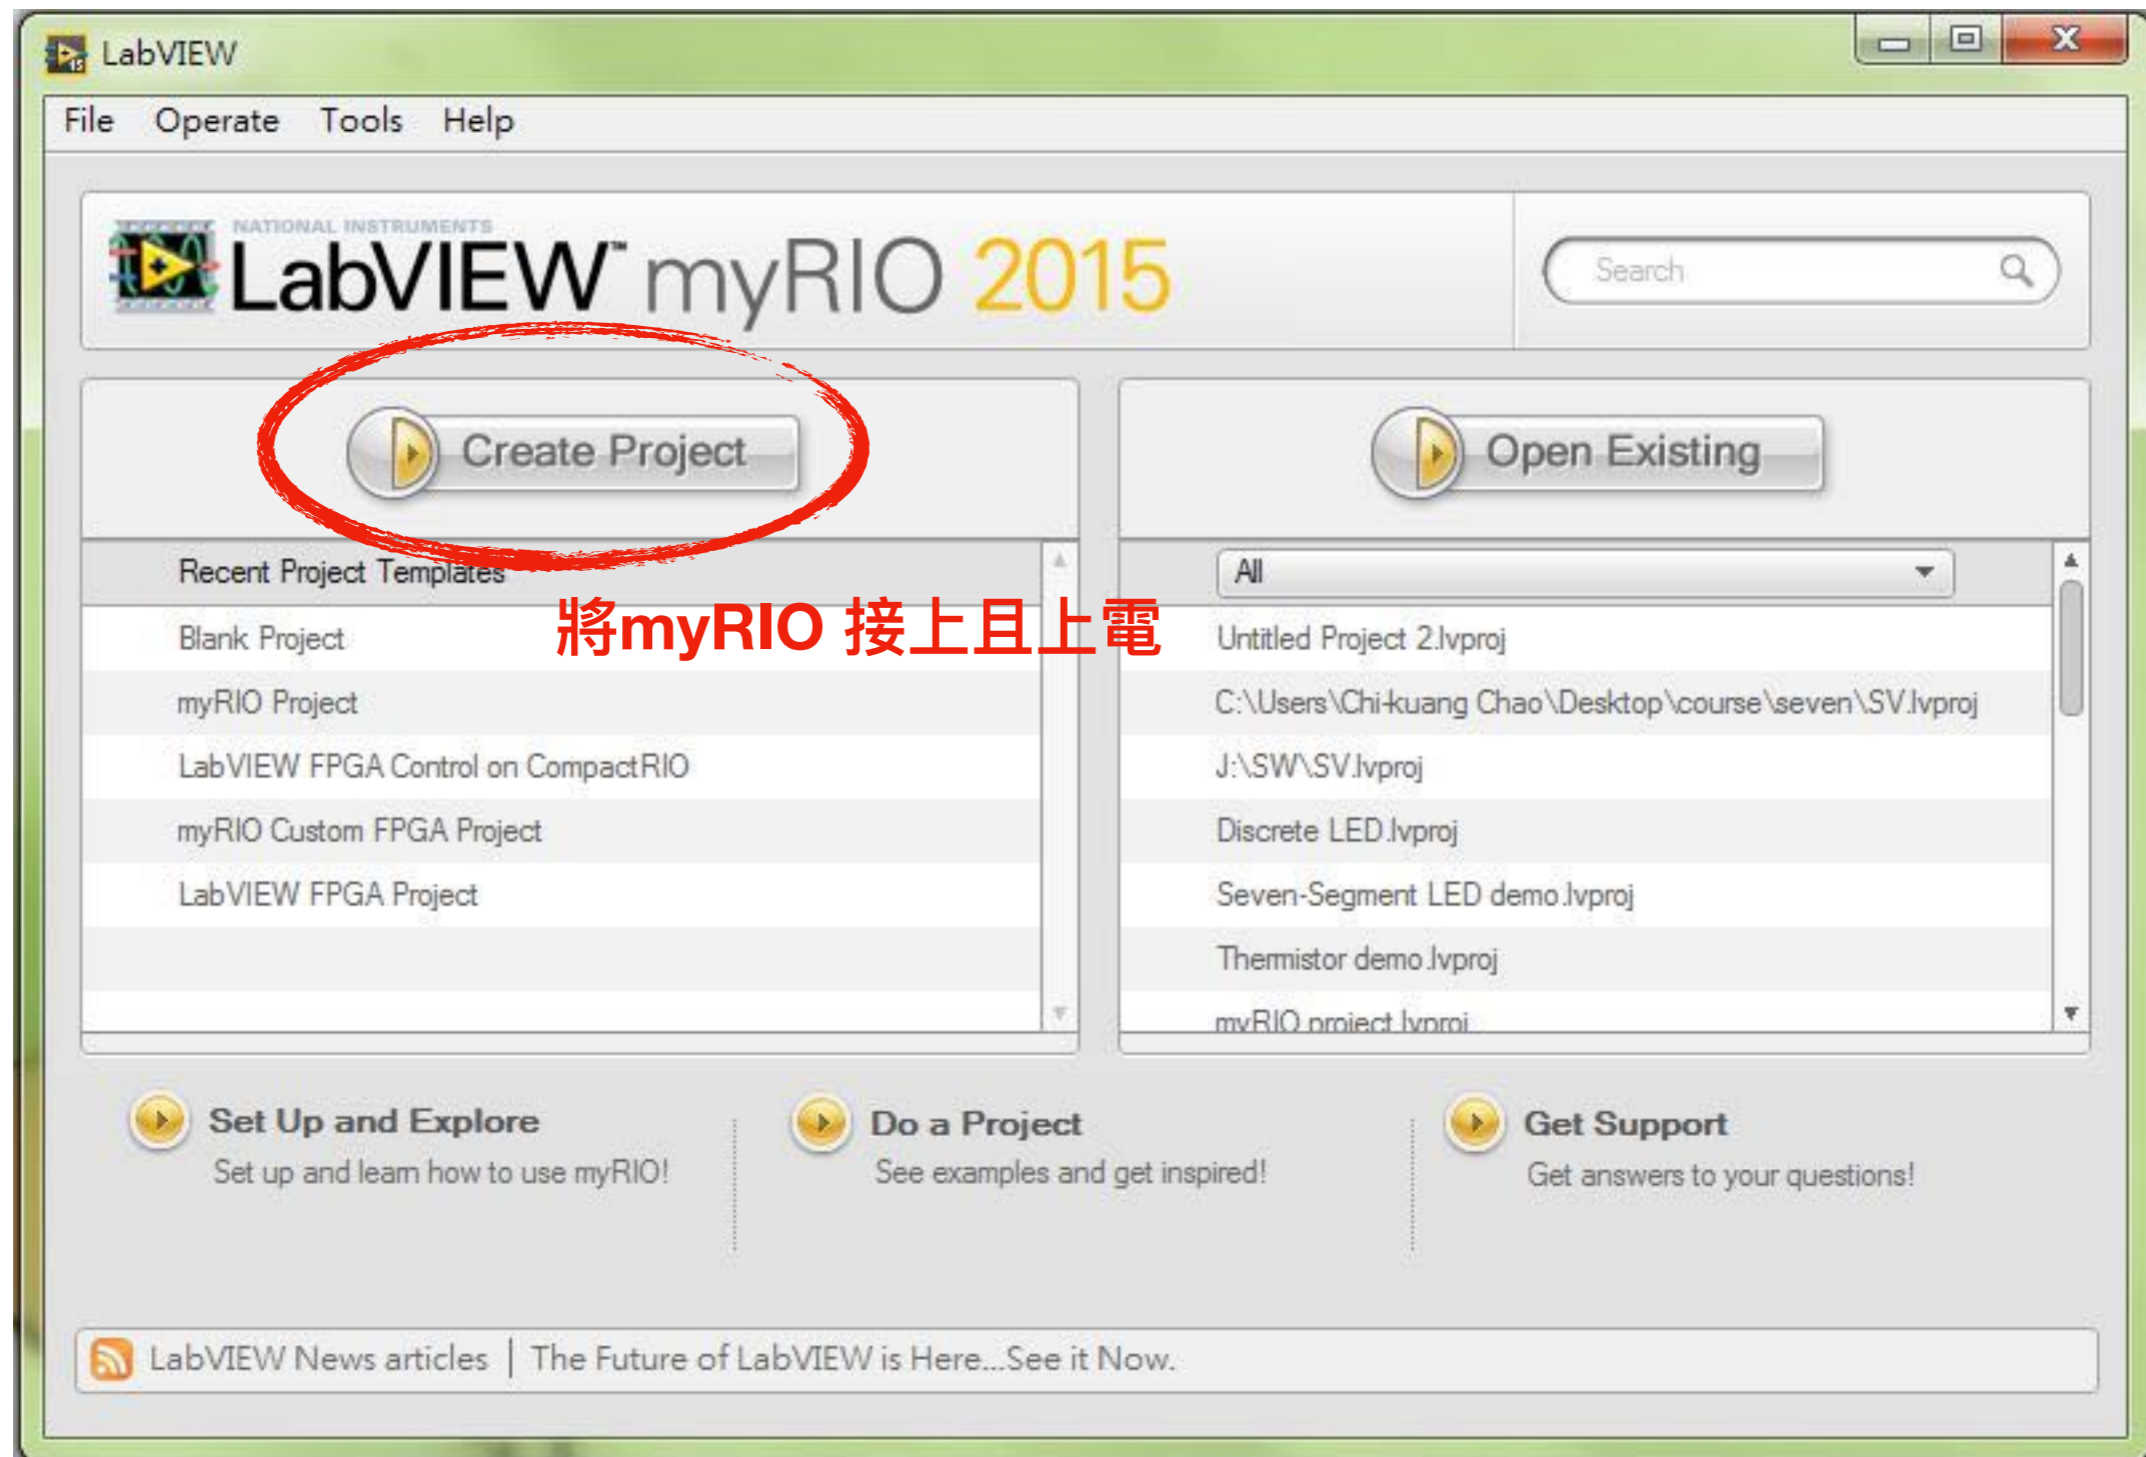 LabVIEW
File Operate Tools Help
NATIONAL INSTRUMENTS
LabVIEW™ myRIO 2015
Search
Create Project
Open Existing
Recent Project Templates
All
將myRIO 接上且上電
Blank Project
myRIO Project
LabVIEW FPGA Control on CompactRIO
myRIO Custom FPGA Project
LabVIEW FPGA Project
Untitled Project 2.lvproj
C:\Users\Chi-kuang Chao\Desktop\course\seven\SV.lvproj
J:\SW\SV.lvproj
Discrete LED.lvproj
Seven-Segment LED demo.lvproj
Thermistor demo.lvproj
myRIO project.lvproj
Set Up and Explore
Set up and learn how to use myRIO!
Do a Project
See examples and get inspired!
Get Support
Get answers to your questions!
LabVIEW News articles | The Future of LabVIEW is Here...See it Now.